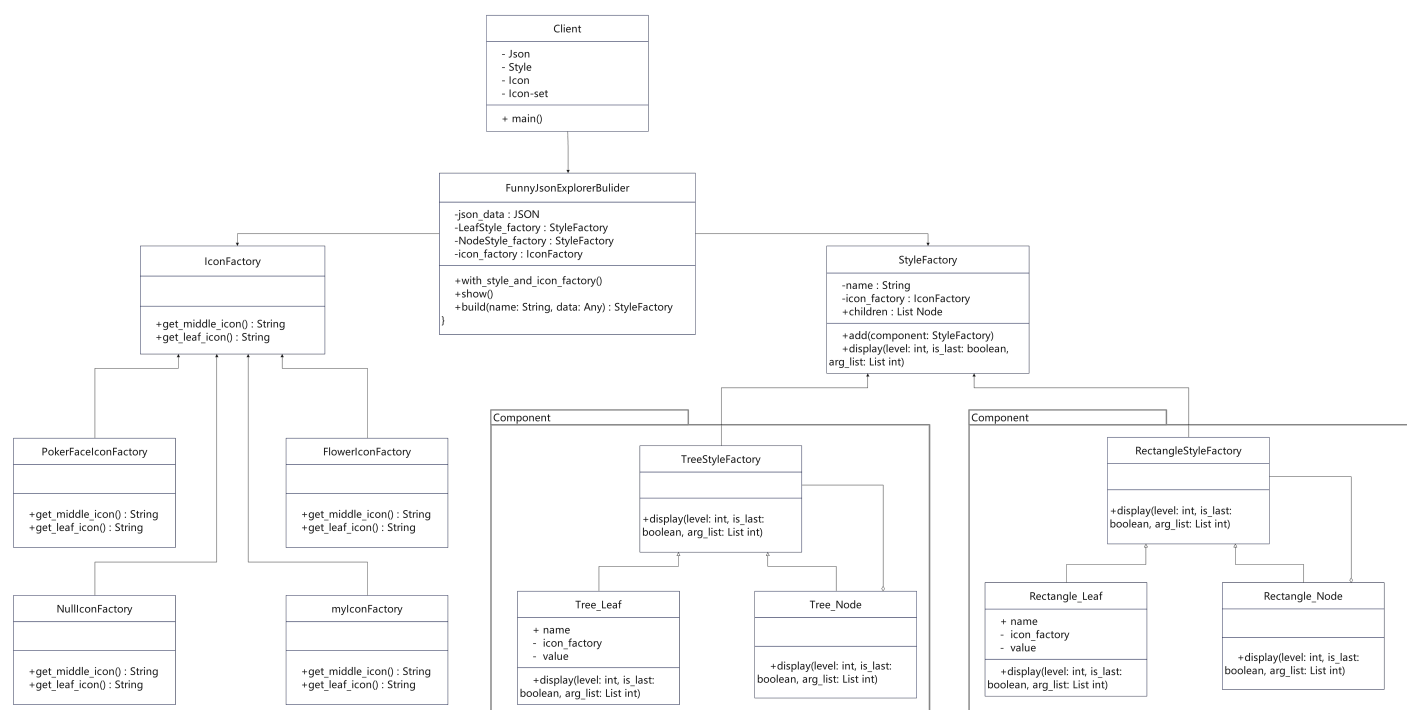 Client
- Json
- Style
- Icon
- Icon-set
+ main()
FunnyJsonExplorerBulider
-json_data : JSON
-LeafStyle_factory : StyleFactory
-NodeStyle_factory : StyleFactory
-icon_factory : IconFactory
+with_style_and_icon_factory()
+show()
+build(name: String, data: Any) : StyleFactory
}
IconFactory
+get_middle_icon() : String
+get_leaf_icon() : String
StyleFactory
-name : String
-icon_factory : IconFactory
+children : List Node
+add(component: StyleFactory)
+display(level: int, is_last: boolean,
arg_list: List int)
PokerFaceIconFactory
+get_middle_icon() : String
+get_leaf_icon() : String
FlowerIconFactory
+get_middle_icon() : String
+get_leaf_icon() : String
NullIconFactory
+get_middle_icon() : String
+get_leaf_icon() : String
myIconFactory
+get_middle_icon() : String
+get_leaf_icon() : String
Component
TreeStyleFactory
+display(level: int, is_last:
boolean, arg_list: List int)
Tree_Leaf
+ name
- icon_factory
- value
+display(level: int, is_last:
boolean, arg_list: List int)
Tree_Node
+display(level: int, is_last:
boolean, arg_list: List int)
Component
RectangleStyleFactory
+display(level: int, is_last:
boolean, arg_list: List int)
Rectangle_Leaf
+ name
- icon_factory
- value
+display(level: int, is_last:
boolean, arg_list: List int)
Rectangle_Node
+display(level: int, is_last:
boolean, arg_list: List int)